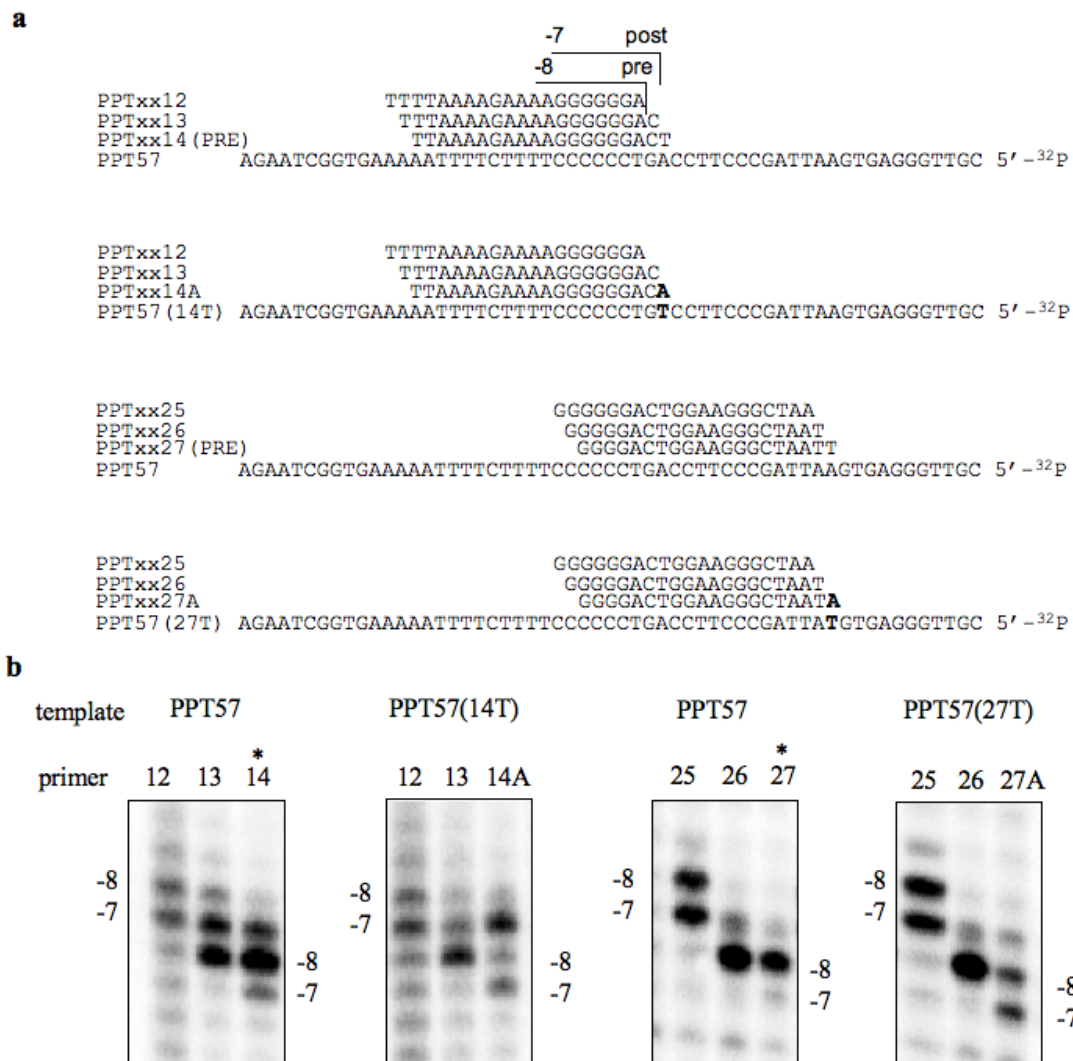 a
-7 post
-8 pre
PPTxx12 TTTTAAAAGAAAAGGGGGGA
PPTxx13 TTTAAAAGAAAAGGGGGGAC
PPTxx14(PRE) TTAAAAGAAAAGGGGGGACT
PPT57 AGAATCGGTGAAAAATTTTCTTTTCCCCCCTGACCTTCCCGATTAAGTGAGGGTTGC 5'-32P
PPTxx12 TTTTAAAAGAAAAGGGGGGA
PPTxx13 TTTAAAAGAAAAGGGGGGAC
PPTxx14A TTAAAAGAAAAGGGGGGACA
PPT57(14T) AGAATCGGTGAAAAATTTTCTTTTCCCCCCTGTCCTTCCCGATTAAGTGAGGGTTGC 5'-32P
PPTxx25 GGGGGGACTGGAAGGGCTAA
PPTxx26 GGGGGACTGGAAGGGCTAAT
PPTxx27(PRE) GGGGACTGGAAGGGCTAATT
PPT57 AGAATCGGTGAAAAATTTTCTTTTCCCCCCTGACCTTCCCGATTAAGTGAGGGTTGC 5'-32P
PPTxx25 GGGGGGACTGGAAGGGCTAA
PPTxx26 GGGGGACTGGAAGGGCTAAT
PPTxx27A GGGGACTGGAAGGGCTAATA
PPT57(27T) AGAATCGGTGAAAAATTTTCTTTTCCCCCCTGACCTTCCCGATTATGTGAGGGTTGC 5'-32P
b
template PPT57 PPT57(14T) PPT57 PPT57(27T)
* *
primer 12 13 14 12 13 14A 25 26 27 25 26 27A
-8 -8 -8 -8
-7 -7 -7 -7
-8 -8 -8 -8
-7 -7 -7 -7